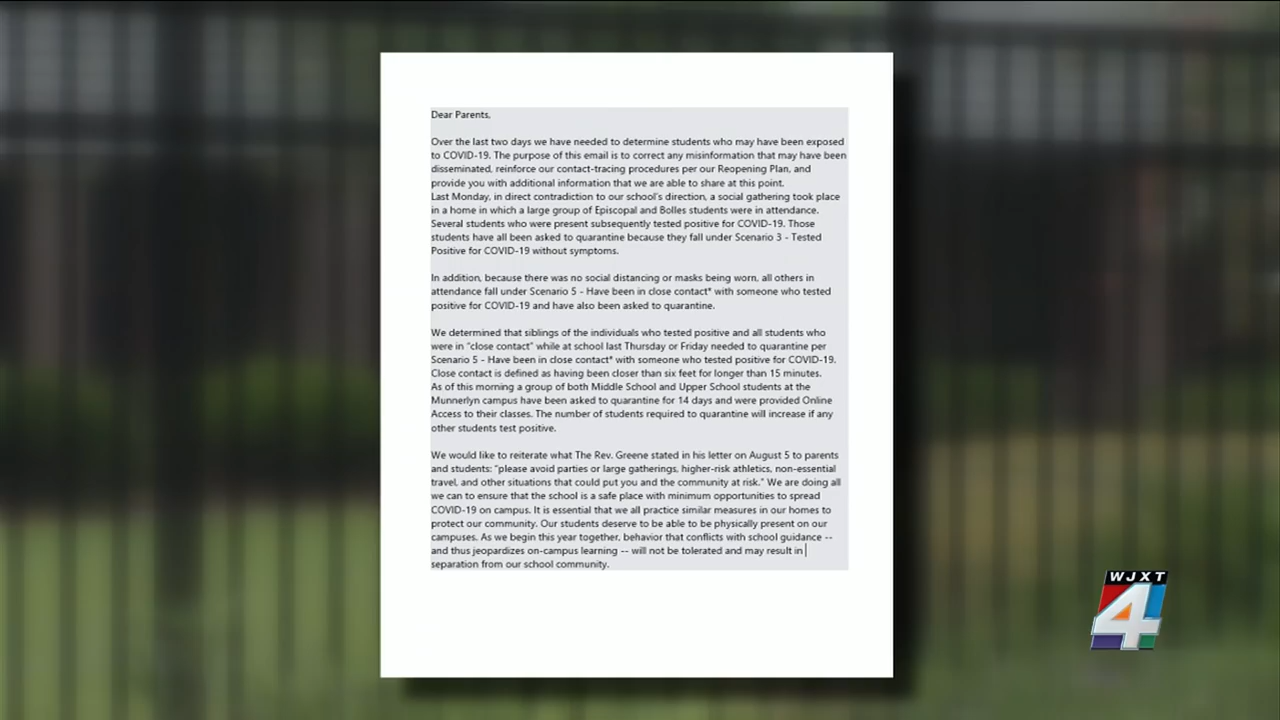 Dear Parents,
Over the last two days we have needed to determine students who may have been exposed
to COVID-19. The purpose of this email is to correct any misinformation that may have been
disseminated, reinforce our contact-tracing procedures per our Reopening Plan, and
provide you with additional information that we are able to share at this point.
Last Monday, in direct contradiction to our school's direction, a social gathering took place
in a home in which a large group of Episcopal and Bolles students were in attendance.
Several students who were present subsequently tested positive for COVID-19. Those
students have all been asked to quarantine because they fall under Scenario 3 - Tested
Positive for COVID-19 without symptoms.
In addition, because there was no social distancing or masks being worn, all others in
attendance fall under Scenario 5 - Have been in close contact* with someone who tested
positive for COVID-19 and have also been asked to quarantine.
We determined that siblings of the individuals who tested positive and all students who
were in "close contact" while at school last Thursday or Friday needed to quarantine per
Scenario 5 - Have been in close contact* with someone who tested positive for COVID-19.
Close contact is defined as having been closer than six feet for longer than 15 minutes.
As of this morning a group of both Middle School and Upper School students at the
Munnerlyn campus have been asked to quarantine for 14 days and were provided Online
Access to their classes. The number of students required to quarantine will increase if any
other students test positive.
We would like to reiterate what The Rev. Greene stated in his letter on August 5 to parents
and students: "please avoid parties or large gatherings, higher-risk athletics, non-essential
travel, and other situations that could put you and the community at risk." We are doing all
we can to ensure that the school is a safe place with minimum opportunities to spread
COVID-19 on campus. It is essential that we all practice similar measures in our homes to
protect our community. Our students deserve to be able to be physically present on our
campuses. As we begin this year together, behavior that conflicts with school guidance --
and thus jeopardizes on-campus learning -- will not be tolerated and may result in
separation from our school community.
WJXT
4